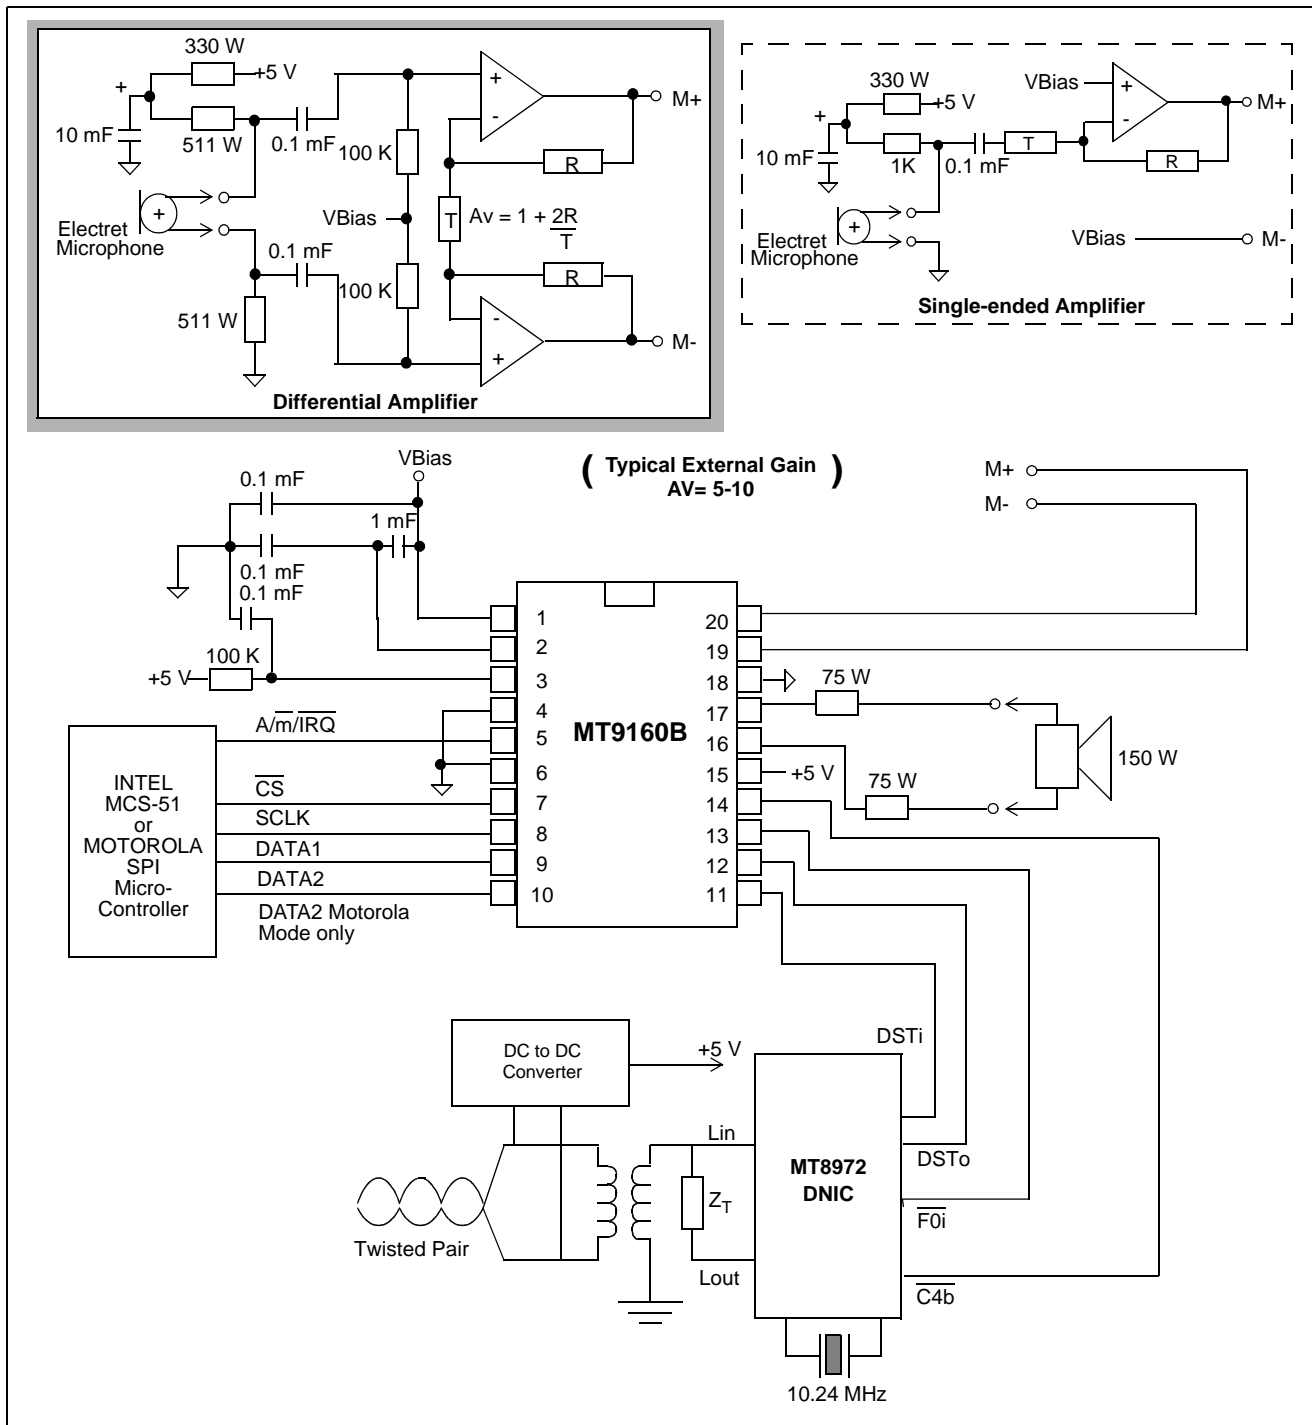 330 W
+5 V
+
10 mF
511 W
0.1 mF
100 K
+
-
M+
R
Electret
Microphone
+
VBias
T
Av = 1 + 2R
T
0.1 mF
100 K
R
511 W
-
+
M-
Differential Amplifier
330 W
+5 V
+
10 mF
1K
0.1 mF
T
VBias
+
-
M+
R
Electret
Microphone
+
VBias
M-
Single-ended Amplifier
VBias
( Typical External Gain )
AV= 5-10
M+
M-
0.1 mF
1 mF
0.1 mF
0.1 mF
100 K
+5 V
1
2
3
4
5
6
7
8
9
10
MT9160B
20
19
18
17
16
15
14
13
12
11
75 W
75 W
+5 V
150 W
A/m/IRQ
CS
SCLK
DATA1
DATA2
DATA2 Motorola
Mode only
INTEL
MCS-51
or
MOTOROLA
SPI
Micro-
Controller
DC to DC
Converter
+5 V
DSTi
Lin
MT8972
DNIC
DSTo
ZT
F0i
Twisted Pair
Lout
C4b
10.24 MHz